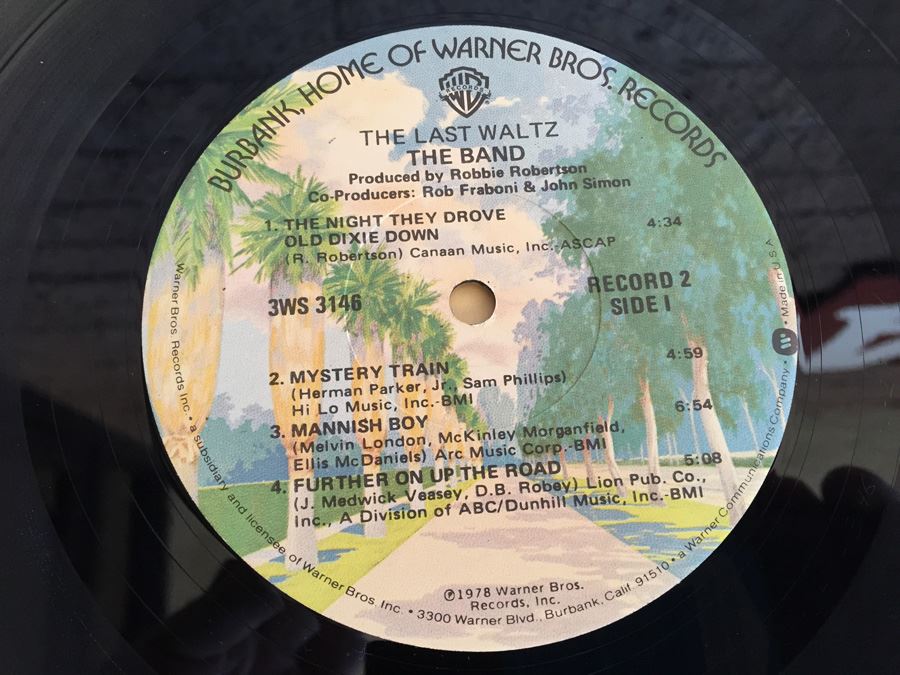 BURBANK, HOME OF WARNER BROS. RECORDS
RECORDS
THE LAST WALTZ
THE BAND
Produced by Robbie Robertson
Co-Producers: Rob Fraboni & John Simon
1. THE NIGHT THEY DROVE 4:34
OLD DIXIE DOWN
(R. Robertson) Canaan Music, Inc.-ASCAP
3WS 3146
RECORD 2
SIDE I
2. MYSTERY TRAIN 4:59
(Herman Parker, Jr., Sam Phillips)
Hi Lo Music, Inc.-BMI
3. MANNISH BOY 6:54
(Melvin London, McKinley Morganfield,
Ellis McDaniels) Arc Music Corp.-BMI
4. FURTHER ON UP THE ROAD 5:08
(J. Medwick Veasey, D.B. Robey) Lion Pub. Co.,
Inc., A Division of ABC/Dunhill Music, Inc.-BMI
℗1978 Warner Bros.
Records, Inc.
Warner Bros. Records Inc. • a subsidiary and licensee of Warner Bros. Inc. • 3300 Warner Blvd., Burbank, Calif. 91510 • a Warner Communications Company • Made in U.S.A.